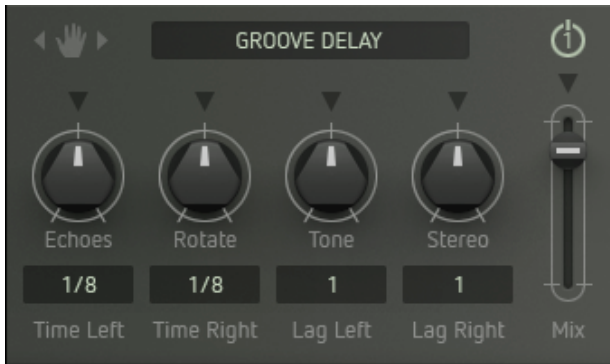 GROOVE DELAY
1
Echoes Rotate Tone Stereo
1/8 1/8 1 1
Time Left Time Right Lag Left Lag Right Mix